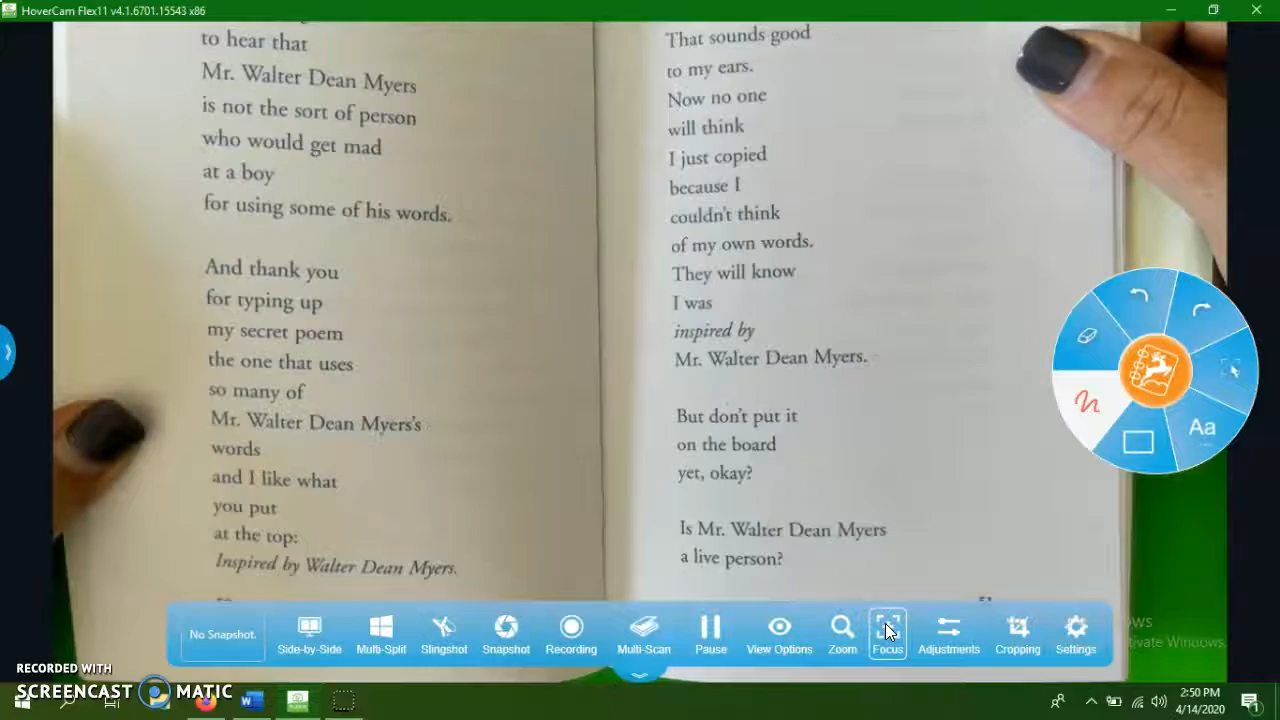 HoverCam Flex11 v4.1.6701.15543 x86
to hear that
Mr. Walter Dean Myers
is not the sort of person
who would get mad
at a boy
for using some of his words.
And thank you
for typing up
my secret poem
the one that uses
so many of
Mr. Walter Dean Myers's
words
and I like what
you put
at the top:
Inspired by Walter Dean Myers.
That sounds good
to my ears.
Now no one
will think
I just copied
because I
couldn't think
of my own words.
They will know
I was
inspired by
Mr. Walter Dean Myers.
But don't put it
on the board
yet, okay?
Is Mr. Walter Dean Myers
a live person?
Aa
No Snapshot.
Side-by-Side
Multi-Split
Slingshot
Snapshot
Recording
Multi-Scan
Pause
View Options
Zoom
Focus
Adjustments
Cropping
Settings
Windows.
RECORDED WITH
SCREENCAST MATIC
2:50 PM
4/14/2020